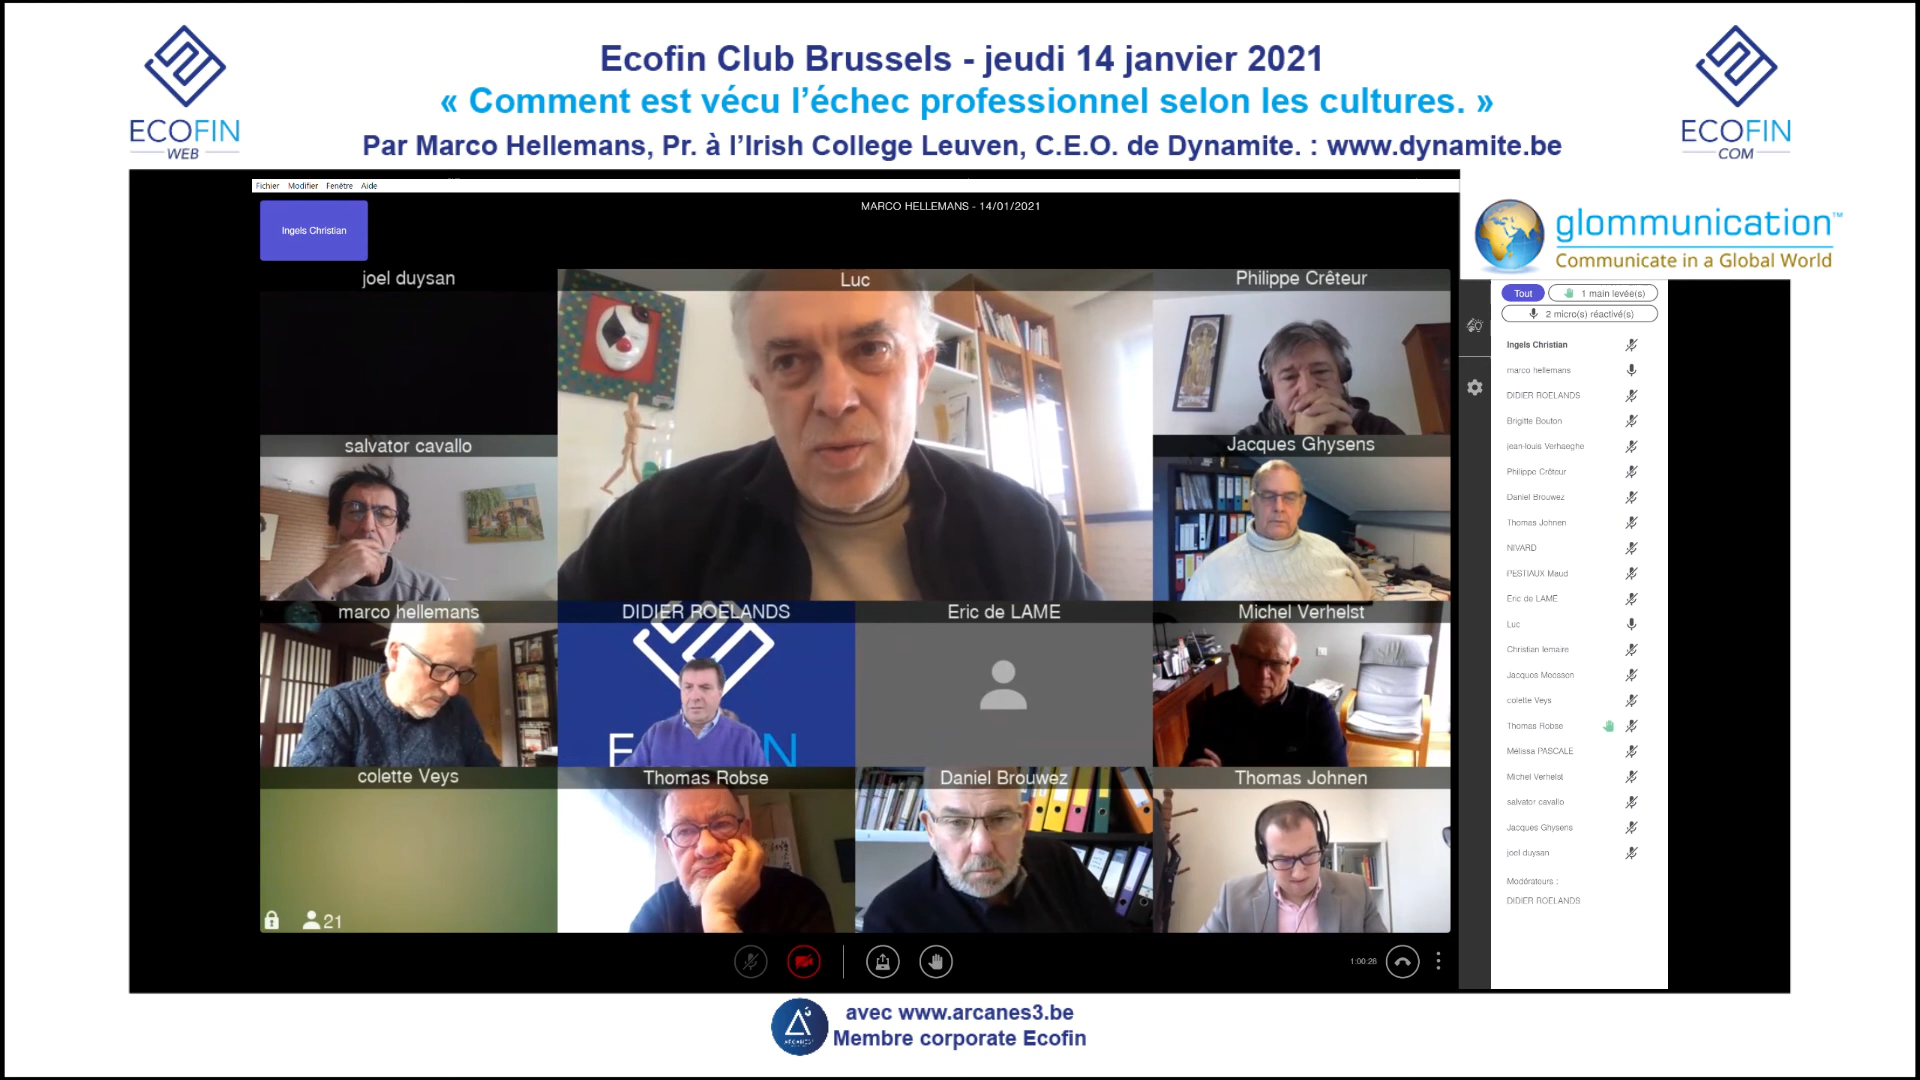 Ecofin Club Brussels - jeudi 14 janvier 2021
« Comment est vécu l’échec professionnel selon les cultures. »
Par Marco Hellemans, Pr. à l’Irish College Leuven, C.E.O. de Dynamite. : www.dynamite.be
ECOFIN
WEB
ECOFIN
COM
Fichier Modifier Fenêtre Aide
MARCO HELLEMANS - 14/01/2021
Ingels Christian
glommunication™
Communicate in a Global World
joel duysan
Luc
Philippe Crêteur
salvator cavallo
Jacques Ghysens
marco hellemans
DIDIER ROELANDS
Eric de LAME
Michel Verhelst
E N
colette Veys
Thomas Robse
Daniel Brouwez
Thomas Johnen
21
1:00:28
Tout
1 main levée(s)
2 micro(s) réactivé(s)
Ingels Christian
marco hellemans
DIDIER ROELANDS
Brigitte Bouton
jean-louis Verhaeghe
Philippe Crêteur
Daniel Brouwez
Thomas Johnen
NIVARD
PESTIAUX Maud
Eric de LAME
Luc
Christian lemaire
Jacques Moosson
colette Veys
Thomas Robse
Mélissa PASCALE
Michel Verhelst
salvator cavallo
Jacques Ghysens
joel duysan
Modérateurs :
DIDIER ROELANDS
ARCANES³
avec www.arcanes3.be
Membre corporate Ecofin